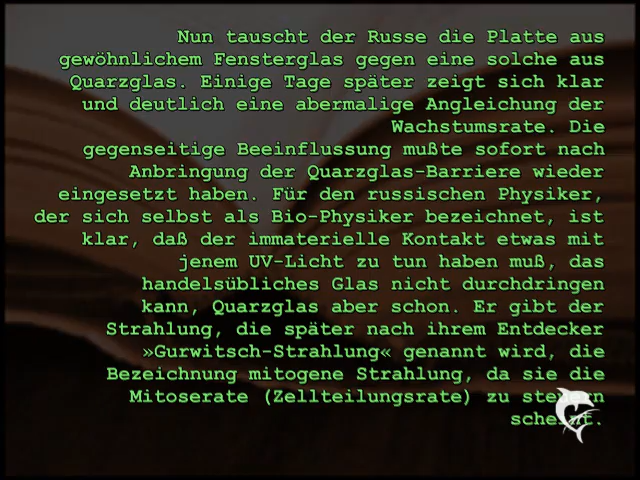 Nun tauscht der Russe die Platte aus
gewöhnlichem Fensterglas gegen eine solche aus
Quarzglas. Einige Tage später zeigt sich klar
und deutlich eine abermalige Angleichung der
Wachstumsrate. Die
gegenseitige Beeinflussung mußte sofort nach
Anbringung der Quarzglas-Barriere wieder
eingesetzt haben. Für den russischen Physiker,
der sich selbst als Bio-Physiker bezeichnet, ist
klar, daß der immaterielle Kontakt etwas mit
jenem UV-Licht zu tun haben muß, das
handelsübliches Glas nicht durchdringen
kann, Quarzglas aber schon. Er gibt der
Strahlung, die später nach ihrem Entdecker
»Gurwitsch-Strahlung« genannt wird, die
Bezeichnung mitogene Strahlung, da sie die
Mitoserate (Zellteilungsrate) zu steuern
scheint.